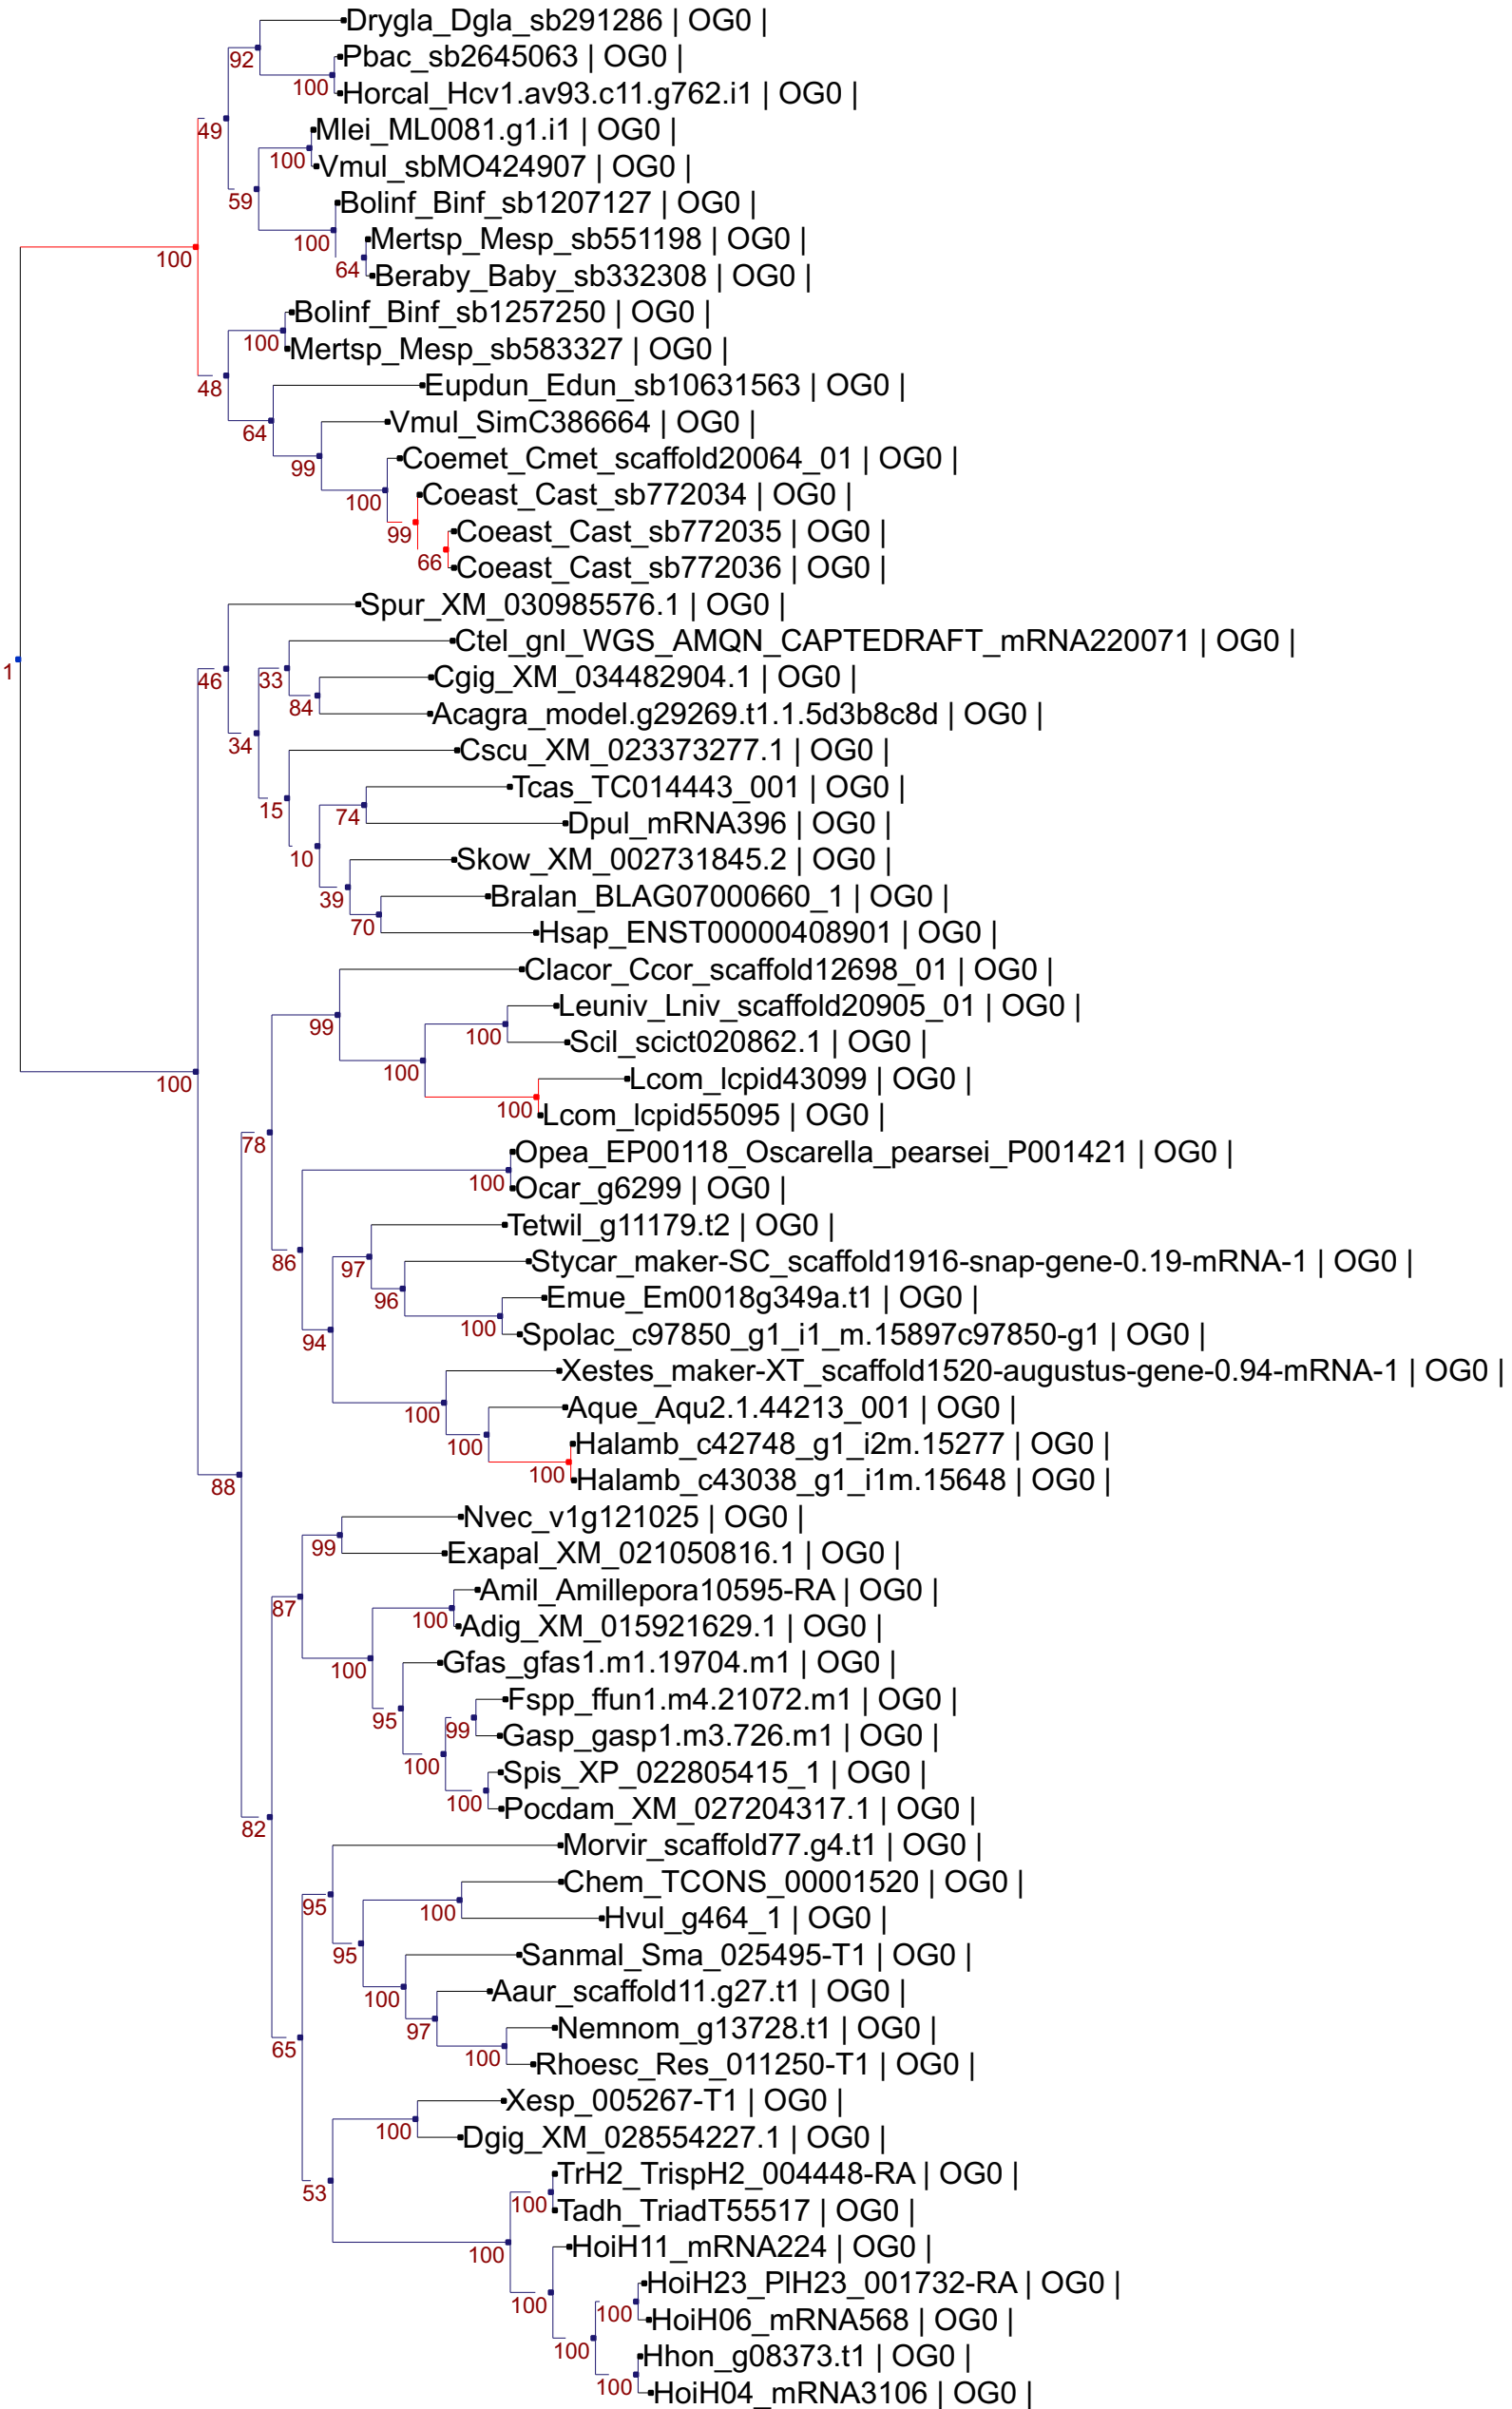 Drygla_Dgla_sb291286 | OG0 |
92
Pbac_sb2645063 | OG0 |
100
Horcal_Hcv1.av93.c11.g762.i1 | OG0 |
49
Mlei_ML0081.g1.i1 | OG0 |
100
Vmul_sbMO424907 | OG0 |
59
Bolinf_Binf_sb1207127 | OG0 |
100
Mertsp_Mesp_sb551198 | OG0 |
100
64
Beraby_Baby_sb332308 | OG0 |
Bolinf_Binf_sb1257250 | OG0 |
100
Mertsp_Mesp_sb583327 | OG0 |
48
Eupdun_Edun_sb10631563 | OG0 |
Vmul_SimC386664 | OG0 |
64
Coemet_Cmet_scaffold20064_01 | OG0 |
99
Coeast_Cast_sb772034 | OG0 |
100
Coeast_Cast_sb772035 | OG0 |
99
66
Coeast_Cast_sb772036 | OG0 |
Spur_XM_030985576.1 | OG0 |
Ctel_gnl_WGS_AMQN_CAPTEDRAFT_mRNA220071 | OG0 |
1
46
33
Cgig_XM_034482904.1 | OG0 |
84
Acagra_model.g29269.t1.1.5d3b8c8d | OG0 |
34
Cscu_XM_023373277.1 | OG0 |
Tcas_TC014443_001 | OG0 |
15
74
Dpul_mRNA396 | OG0 |
10
Skow_XM_002731845.2 | OG0 |
39
Bralan_BLAG07000660_1 | OG0 |
70
Hsap_ENST00000408901 | OG0 |
Clacor_Ccor_scaffold12698_01 | OG0 |
Leuniv_Lniv_scaffold20905_01 | OG0 |
99
100
Scil_scict020862.1 | OG0 |
100
Lcom_lcpid43099 | OG0 |
100
100
Lcom_lcpid55095 | OG0 |
78
Opea_EP00118_Oscarella_pearsei_P001421 | OG0 |
100
Ocar_g6299 | OG0 |
Tetwil_g11179.t2 | OG0 |
86
97
Stycar_maker-SC_scaffold1916-snap-gene-0.19-mRNA-1 | OG0 |
96
Emue_Em0018g349a.t1 | OG0 |
100
94
Spolac_c97850_g1_i1_m.15897c97850-g1 | OG0 |
Xestes_maker-XT_scaffold1520-augustus-gene-0.94-mRNA-1 | OG0 |
100
Aque_Aqu2.1.44213_001 | OG0 |
100
Halamb_c42748_g1_i2m.15277 | OG0 |
100
88
Halamb_c43038_g1_i1m.15648 | OG0 |
Nvec_v1g121025 | OG0 |
99
Exapal_XM_021050816.1 | OG0 |
87
Amil_Amillepora10595-RA | OG0 |
100
Adig_XM_015921629.1 | OG0 |
100
Gfas_gfas1.m1.19704.m1 | OG0 |
Fspp_ffun1.m4.21072.m1 | OG0 |
95
99
Gasp_gasp1.m3.726.m1 | OG0 |
100
Spis_XP_022805415_1 | OG0 |
100
Pocdam_XM_027204317.1 | OG0 |
82
Morvir_scaffold77.g4.t1 | OG0 |
Chem_TCONS_00001520 | OG0 |
95
100
Hvul_g464_1 | OG0 |
95
Sanmal_Sma_025495-T1 | OG0 |
100
Aaur_scaffold11.g27.t1 | OG0 |
97
Nemnom_g13728.t1 | OG0 |
65
100
Rhoesc_Res_011250-T1 | OG0 |
Xesp_005267-T1 | OG0 |
100
Dgig_XM_028554227.1 | OG0 |
TrH2_TrispH2_004448-RA | OG0 |
53
100
Tadh_TriadT55517 | OG0 |
100
HoiH11_mRNA224 | OG0 |
HoiH23_PlH23_001732-RA | OG0 |
100
100
HoiH06_mRNA568 | OG0 |
100
Hhon_g08373.t1 | OG0 |
100
HoiH04_mRNA3106 | OG0 |